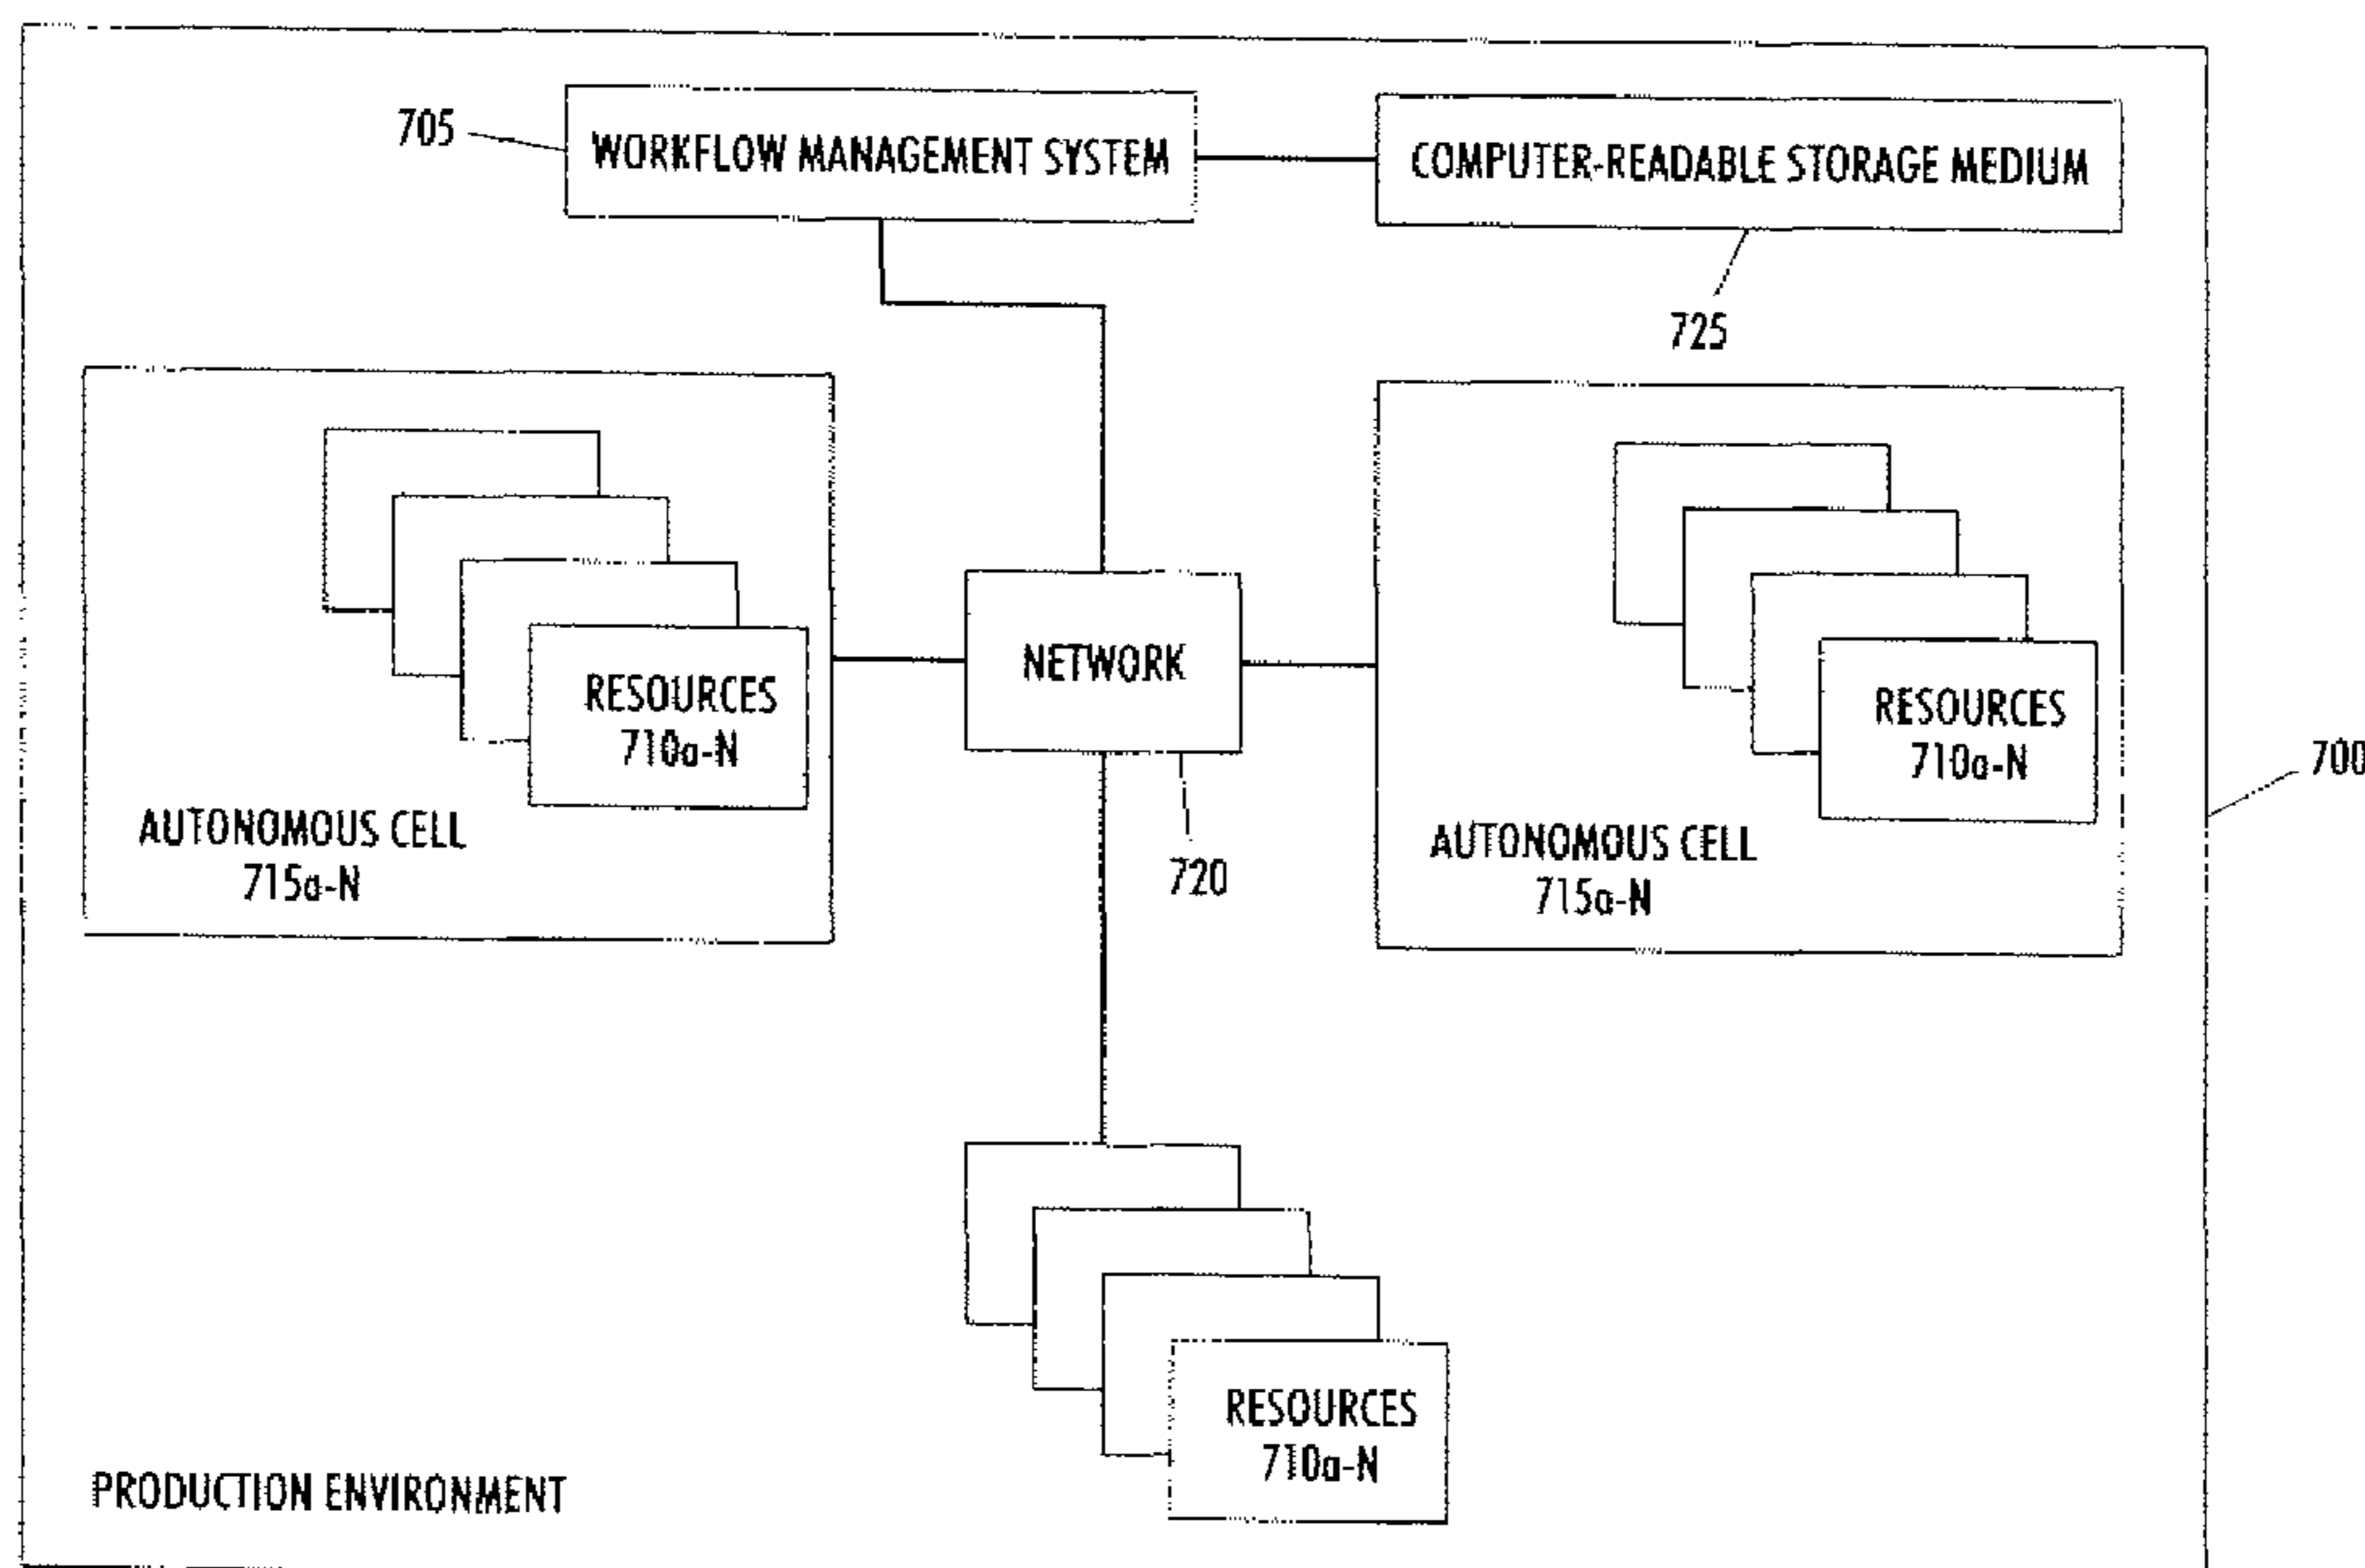 705
WORKFLOW MANAGEMENT SYSTEM
COMPUTER-READABLE STORAGE MEDIUM
725
RESOURCES
710a-N
AUTONOMOUS CELL
715a-N
NETWORK
720
RESOURCES
710a-N
AUTONOMOUS CELL
715a-N
700
RESOURCES
710a-N
PRODUCTION ENVIRONMENT